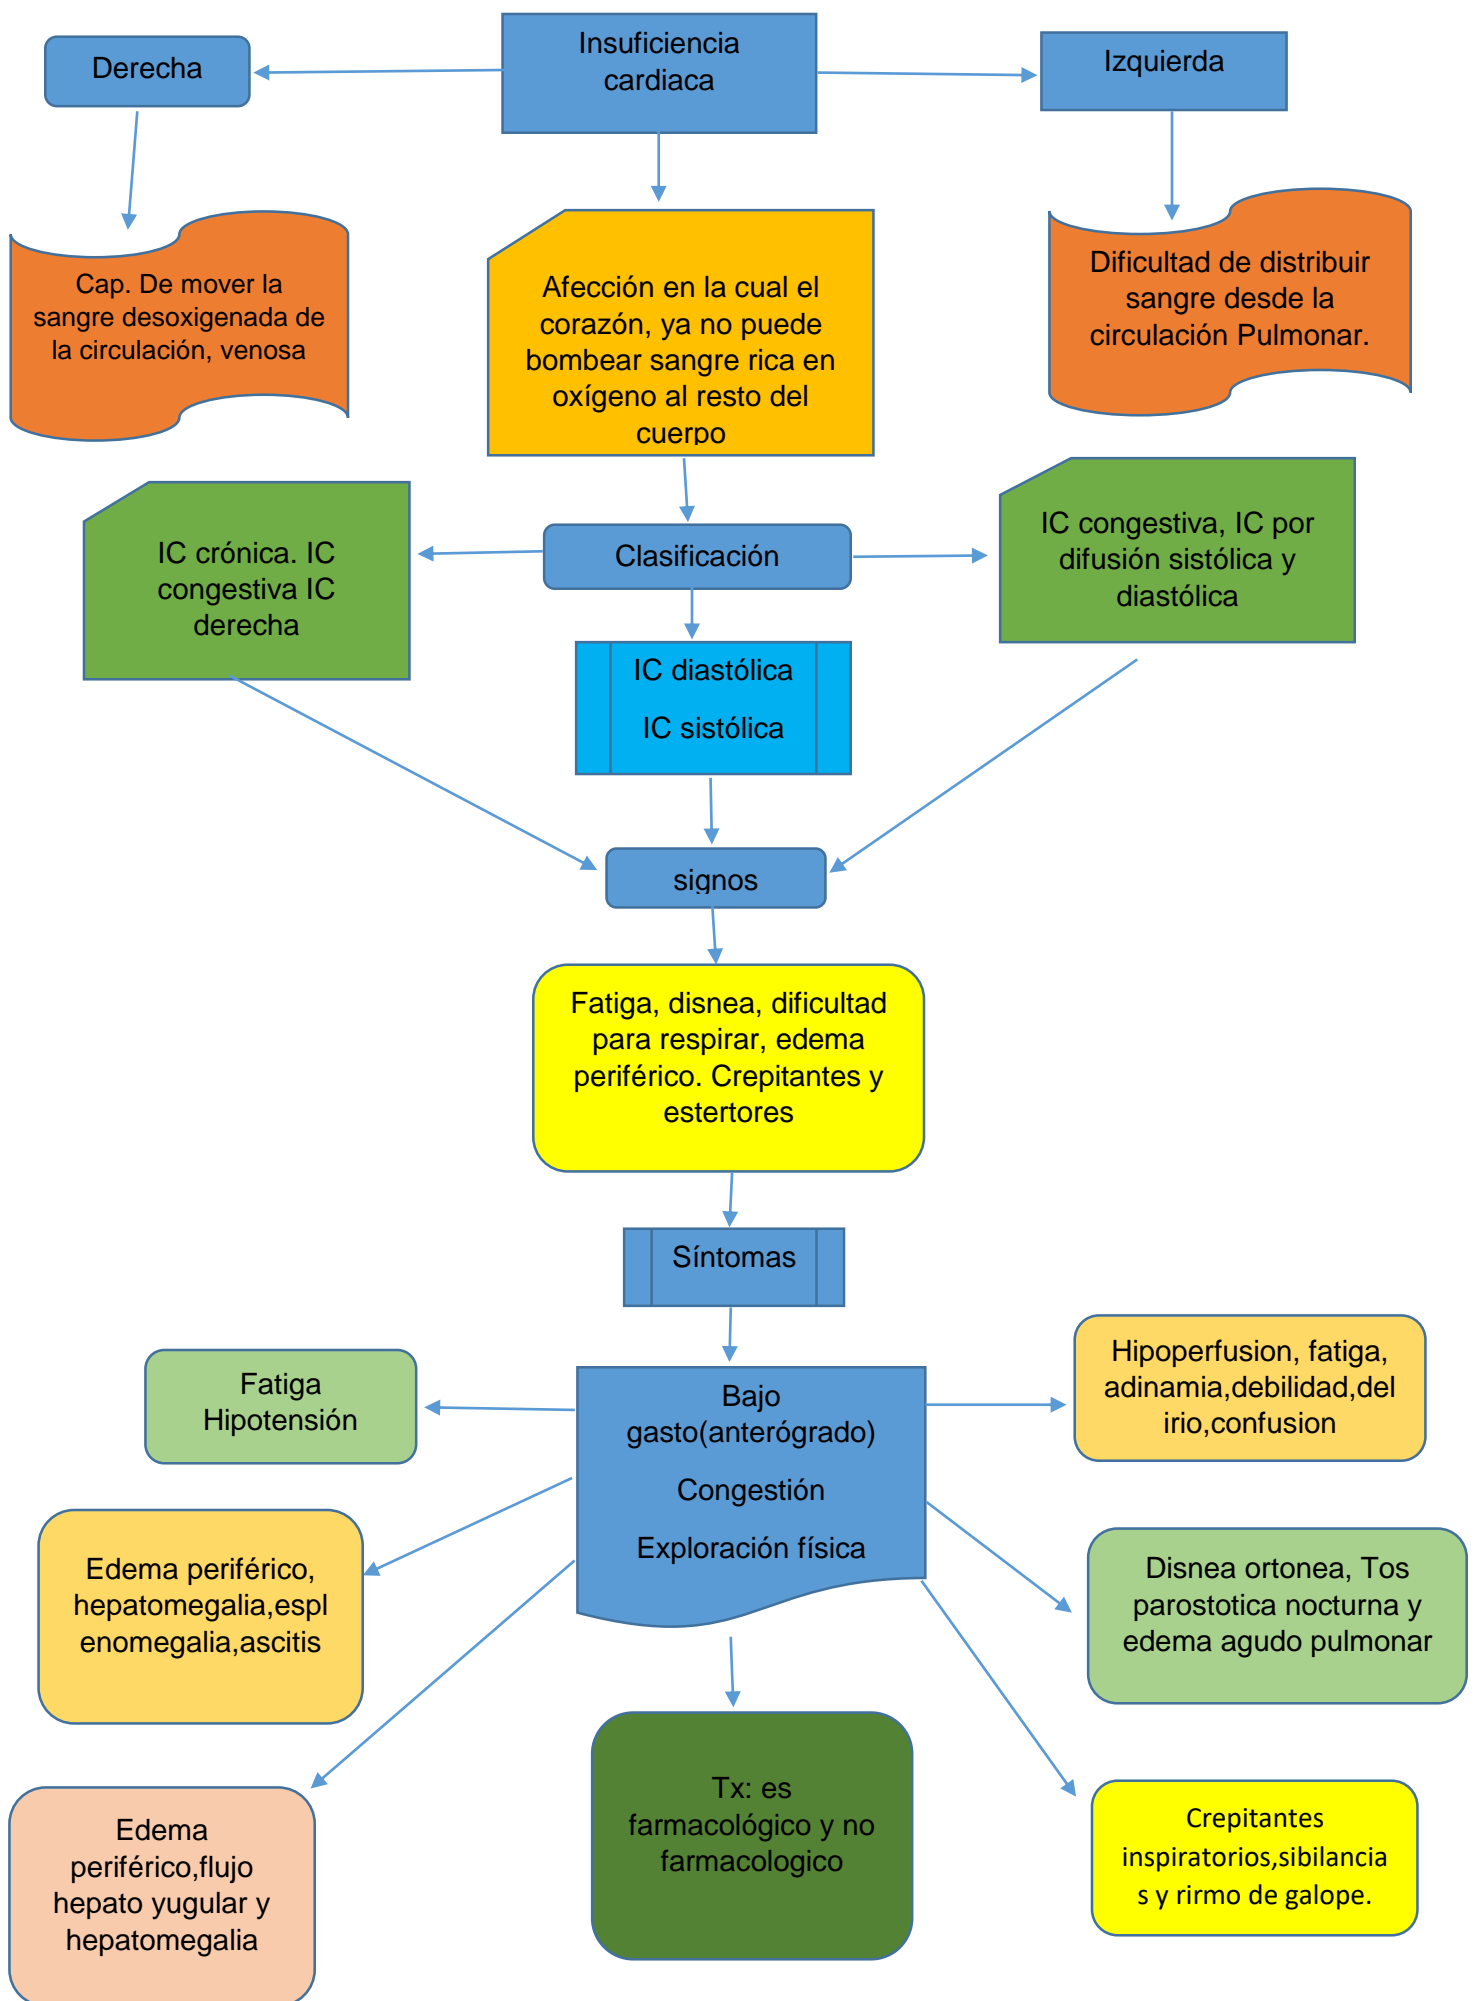 Insuficiencia
cardiaca
Derecha
Izquierda
Cap. De mover la
sangre desoxigenada de
la circulación, venosa
Afección en la cual el
corazón, ya no puede
bombear sangre rica en
oxígeno al resto del
cuerpo
Dificultad de distribuir
sangre desde la
circulación Pulmonar.
IC crónica. IC
congestiva IC
derecha
Clasificación
IC congestiva, IC por
difusión sistólica y
diastólica
IC diastólica
IC sistólica
signos
Fatiga, disnea, dificultad
para respirar, edema
periférico. Crepitantes y
estertores
Síntomas
Fatiga
Hipotensión
Bajo
gasto(anterógrado)
Congestión
Exploración física
Hipoperfusion, fatiga,
adinamia,debilidad,del
irio,confusion
Edema periférico,
hepatomegalia,espl
enomegalia,ascitis
Disnea ortonea, Tos
parostotica nocturna y
edema agudo pulmonar
Edema
periférico,flujo
hepato yugular y
hepatomegalia
Tx: es
farmacológico y no
farmacologico
Crepitantes
inspiratorios,sibilancia
s y rirmo de galope.